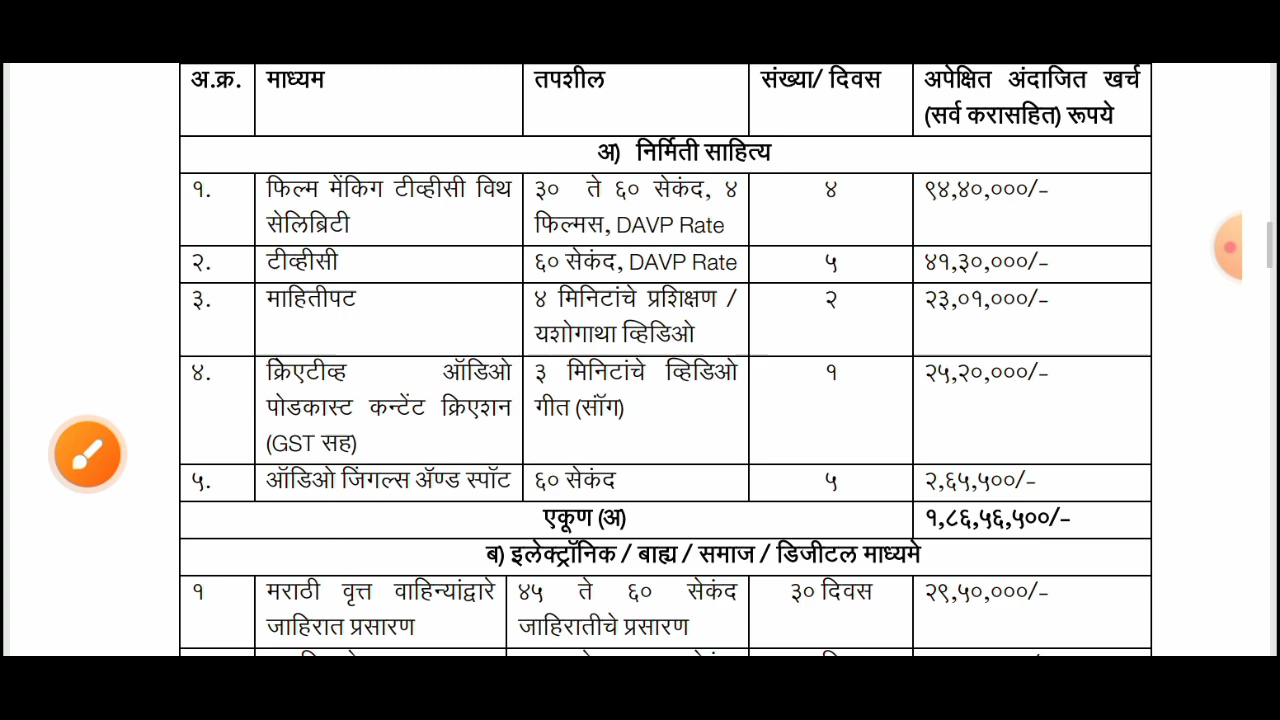 अ.क्र. माध्यम तपशील संख्या/ दिवस अपेक्षित अंदाजित खर्च
(सर्व करासहित) रूपये
अ) निर्मिती साहित्य
१. फिल्म मेंकिग टीव्हीसी विथ ३० ते ६० सेकंद, ४ ४ ९४,४०,०००/-
सेलिब्रिटी फिल्मस, DAVP Rate
२. टीव्हीसी ६० सेकंद, DAVP Rate ५ ४१,३०,०००/-
३. माहितीपट ४ मिनिटांचे प्रशिक्षण / २ २३,०१,०००/-
यशोगाथा व्हिडिओ
४. क्रिएटीव्ह ऑडिओ ३ मिनिटांचे व्हिडिओ १ २५,२०,०००/-
पोडकास्ट कन्टेंट क्रिएशन गीत (सॉंग)
(GST सह)
५. ऑडिओ जिंगल्स ॲण्ड स्पॉट ६० सेकंद ५ २,६५,५००/-
एकूण (अ) १,८६,५६,५००/-
ब) इलेक्ट्रॉनिक / बाह्य / समाज / डिजीटल माध्यमे
१ मराठी वृत्त वाहिन्यांद्वारे ४५ ते ६० सेकंद ३० दिवस २९,५०,०००/-
जाहिरात प्रसारण जाहिरातीचे प्रसारण